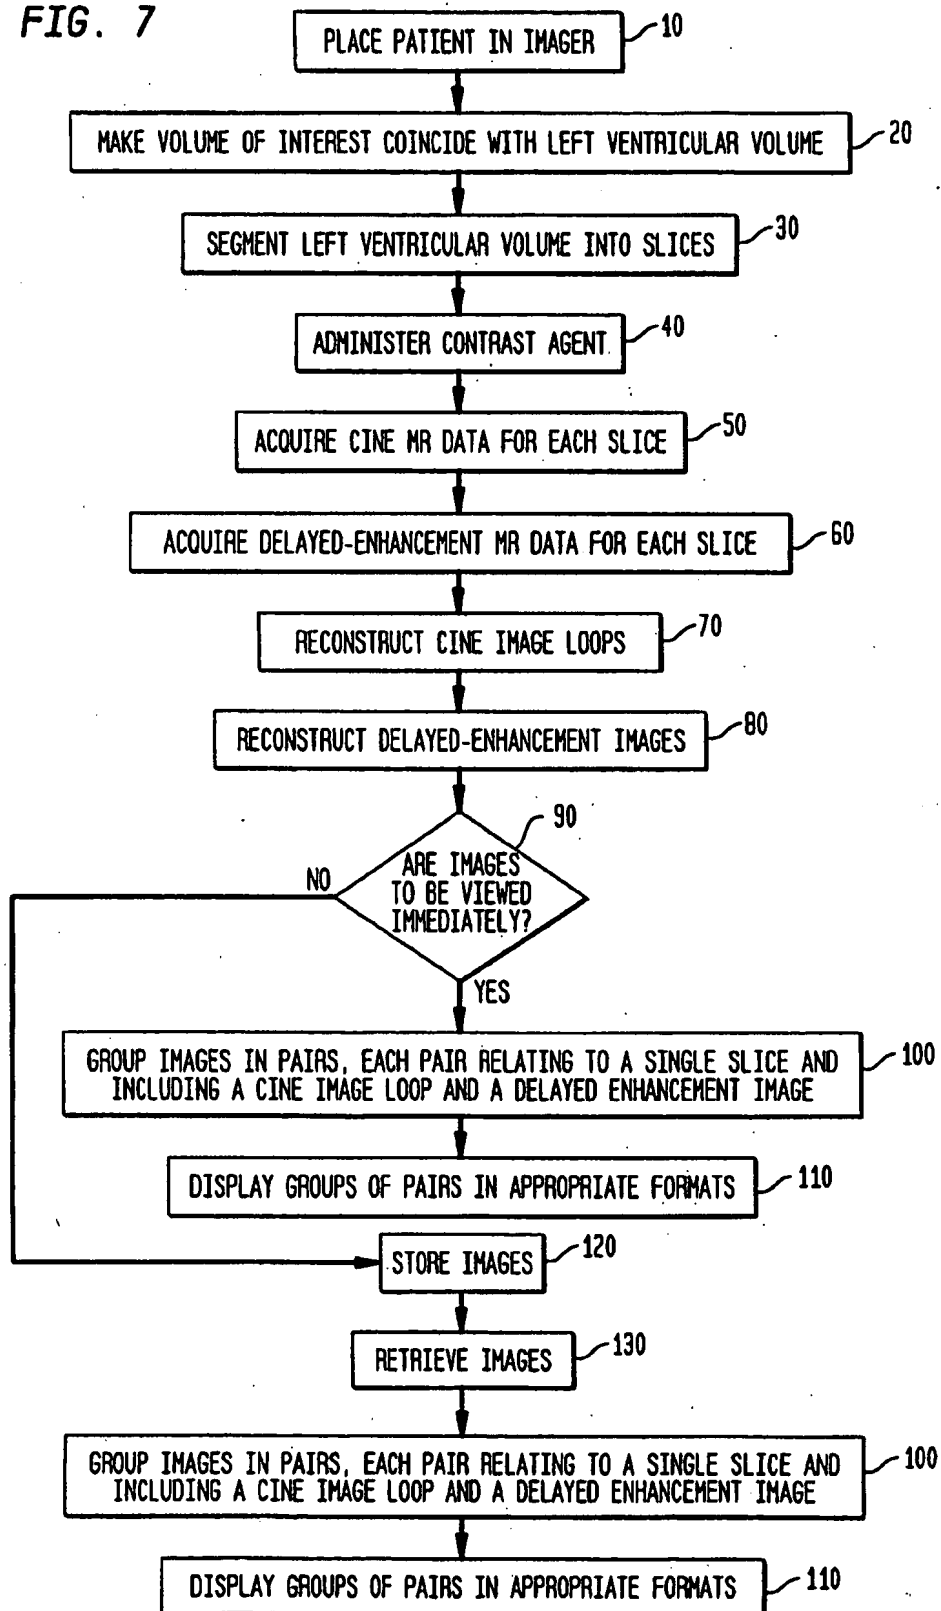 FIG. 7
PLACE PATIENT IN IMAGER
10
MAKE VOLUME OF INTEREST COINCIDE WITH LEFT VENTRICULAR VOLUME
20
SEGMENT LEFT VENTRICULAR VOLUME INTO SLICES
30
ADMINISTER CONTRAST AGENT
40
ACQUIRE CINE MR DATA FOR EACH SLICE
50
ACQUIRE DELAYED-ENHANCEMENT MR DATA FOR EACH SLICE
60
RECONSTRUCT CINE IMAGE LOOPS
70
RECONSTRUCT DELAYED-ENHANCEMENT IMAGES
80
90
ARE IMAGES
TO BE VIEWED
IMMEDIATELY?
NO
YES
GROUP IMAGES IN PAIRS, EACH PAIR RELATING TO A SINGLE SLICE AND
INCLUDING A CINE IMAGE LOOP AND A DELAYED ENHANCEMENT IMAGE
100
DISPLAY GROUPS OF PAIRS IN APPROPRIATE FORMATS
110
STORE IMAGES
120
RETRIEVE IMAGES
130
GROUP IMAGES IN PAIRS, EACH PAIR RELATING TO A SINGLE SLICE AND
INCLUDING A CINE IMAGE LOOP AND A DELAYED ENHANCEMENT IMAGE
100
DISPLAY GROUPS OF PAIRS IN APPROPRIATE FORMATS
110